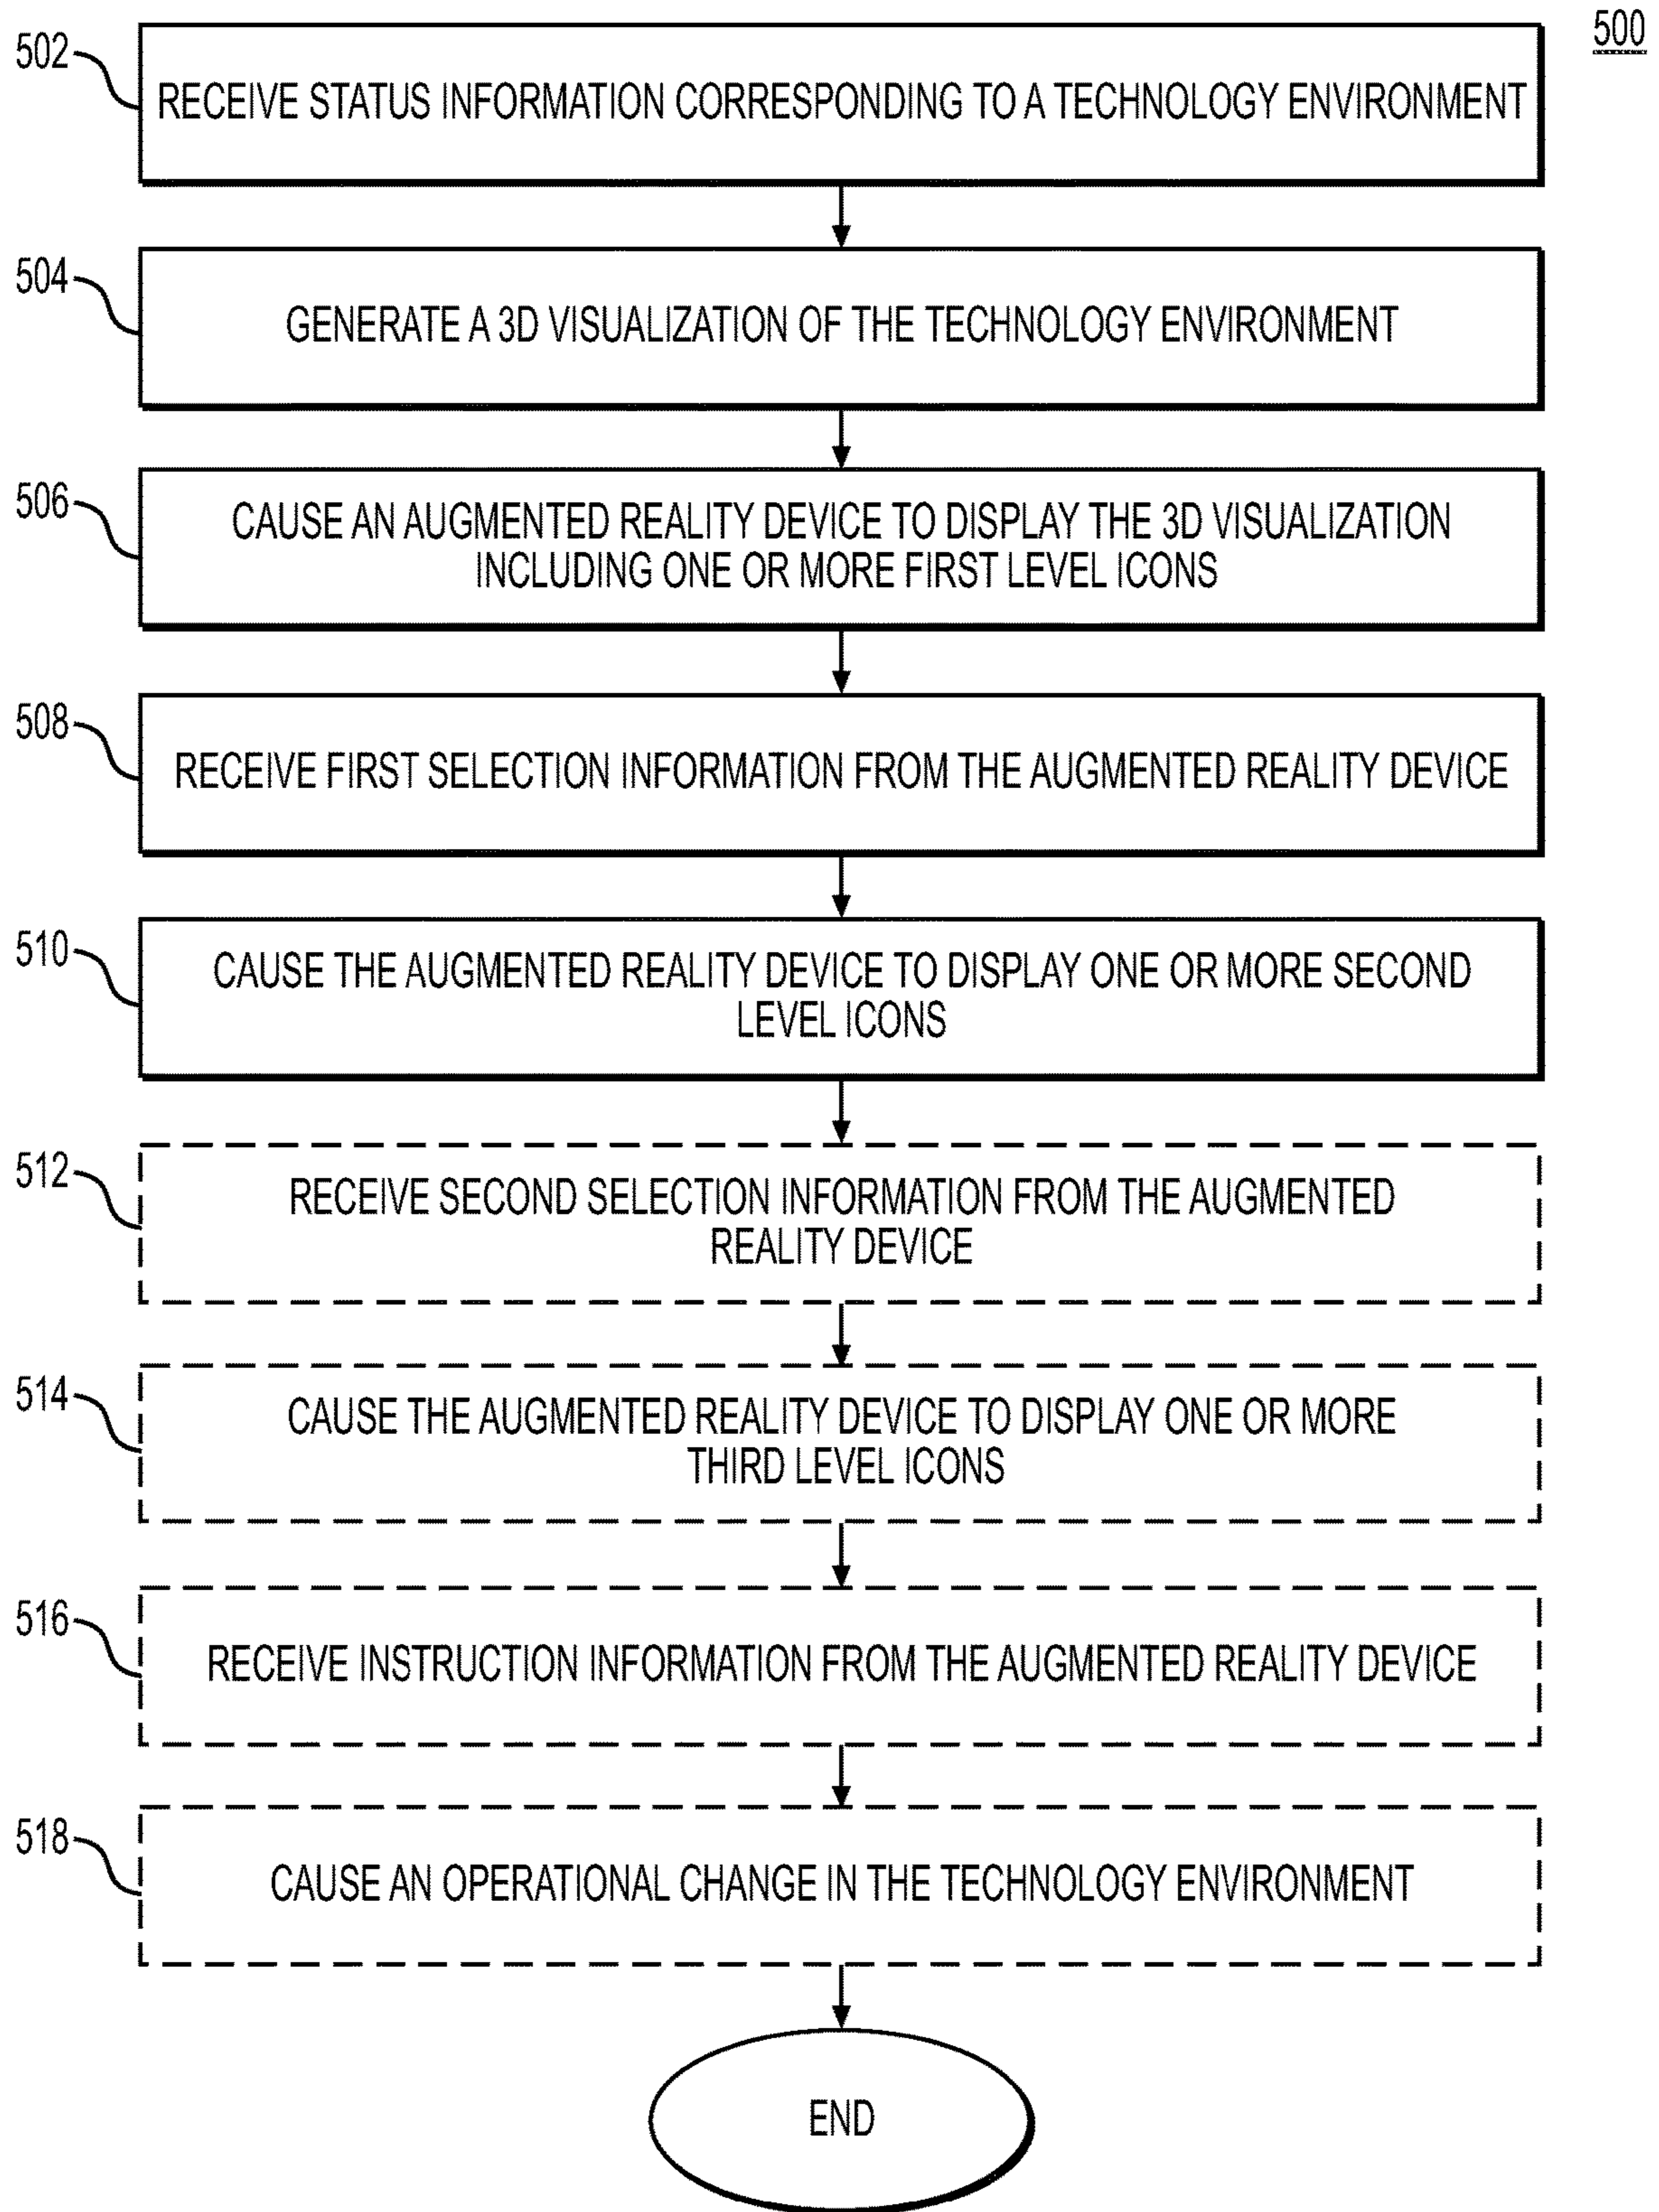 500
502
RECEIVE STATUS INFORMATION CORRESPONDING TO A TECHNOLOGY ENVIRONMENT
504
GENERATE A 3D VISUALIZATION OF THE TECHNOLOGY ENVIRONMENT
506
CAUSE AN AUGMENTED REALITY DEVICE TO DISPLAY THE 3D VISUALIZATION
INCLUDING ONE OR MORE FIRST LEVEL ICONS
508
RECEIVE FIRST SELECTION INFORMATION FROM THE AUGMENTED REALITY DEVICE
510
CAUSE THE AUGMENTED REALITY DEVICE TO DISPLAY ONE OR MORE SECOND
LEVEL ICONS
512
RECEIVE SECOND SELECTION INFORMATION FROM THE AUGMENTED
REALITY DEVICE
514
CAUSE THE AUGMENTED REALITY DEVICE TO DISPLAY ONE OR MORE
THIRD LEVEL ICONS
516
RECEIVE INSTRUCTION INFORMATION FROM THE AUGMENTED REALITY DEVICE
518
CAUSE AN OPERATIONAL CHANGE IN THE TECHNOLOGY ENVIRONMENT
END